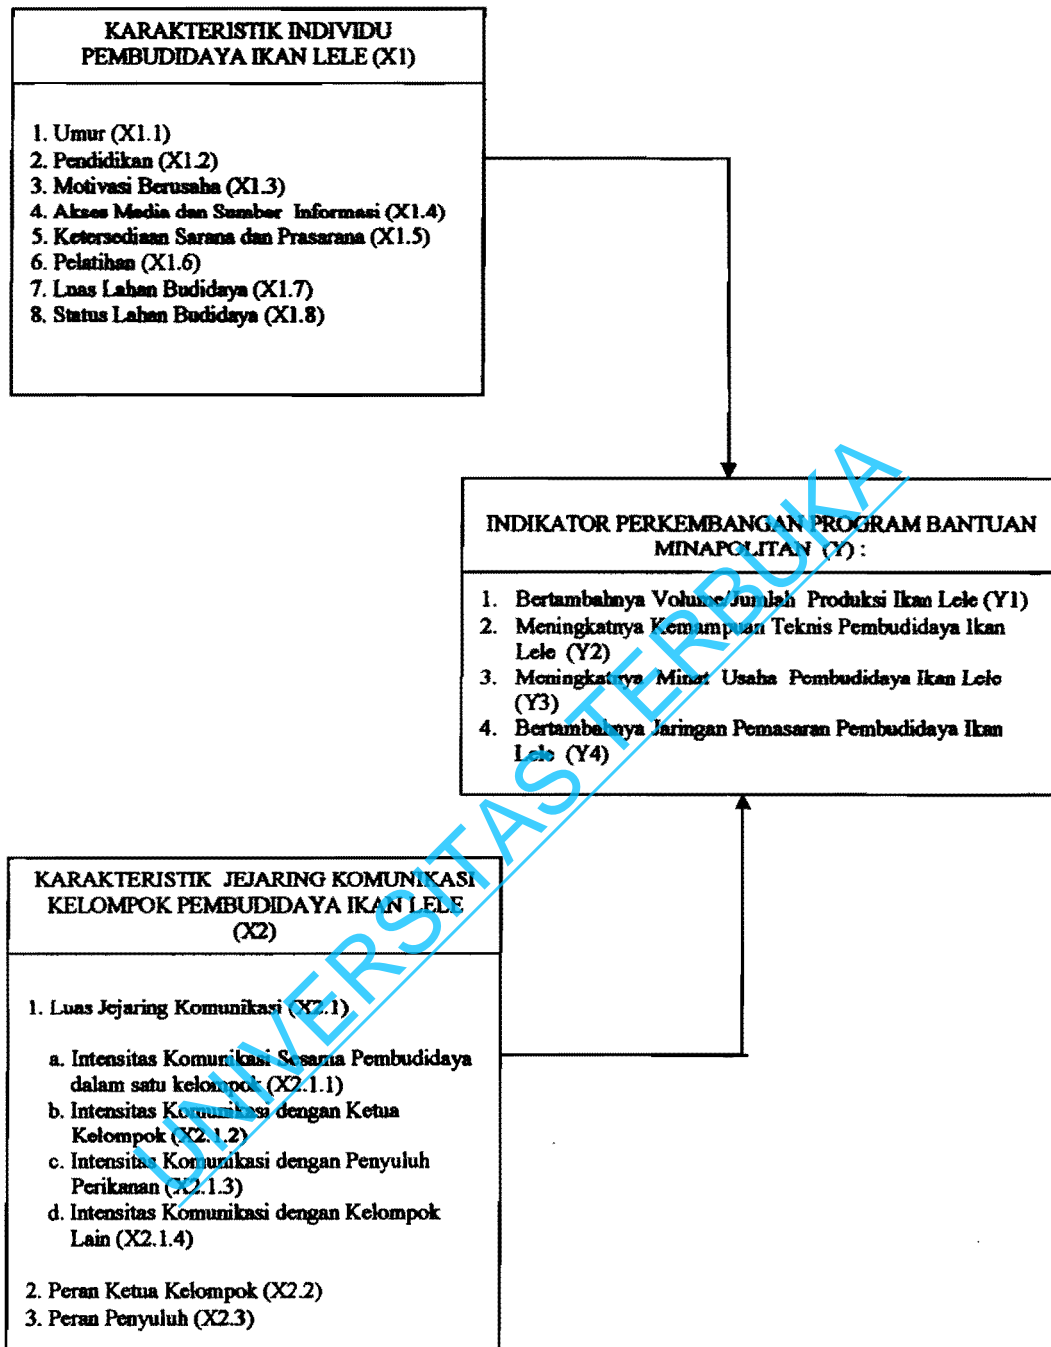 KARAKTERISTIK INDIVIDU
PEMBUDIDAYA IKAN LELE (X1)
1. Umur (X1.1)
2. Pendidikan (X1.2)
3. Motivasi Berusaha (X1.3)
4. Akses Media dan Sumber Informasi (X1.4)
5. Ketersediaan Sarana dan Prasarana (X1.5)
6. Pelatihan (X1.6)
7. Luas Lahan Budidaya (X1.7)
8. Status Lahan Budidaya (X1.8)
INDIKATOR PERKEMBANGAN PROGRAM BANTUAN
MINAPOLITAN (Y) :
1. Bertambahnya Volume/Jumlah Produksi Ikan Lele (Y1)
2. Meningkatnya Kemampuan Teknis Pembudidaya Ikan
Lele (Y2)
3. Meningkatnya Minat Usaha Pembudidaya Ikan Lele
(Y3)
4. Bertambahnya Jaringan Pemasaran Pembudidaya Ikan
Lele (Y4)
KARAKTERISTIK JEJARING KOMUNIKASI
KELOMPOK PEMBUDIDAYA IKAN LELE
(X2)
1. Luas Jejaring Komunikasi (X2.1)
a. Intensitas Komunikasi Sesama Pembudidaya
dalam satu kelompok (X2.1.1)
b. Intensitas Komunikasi dengan Ketua
Kelompok (X2.1.2)
c. Intensitas Komunikasi dengan Penyuluh
Perikanan (X2.1.3)
d. Intensitas Komunikasi dengan Kelompok
Lain (X2.1.4)
2. Peran Ketua Kelompok (X2.2)
3. Peran Penyuluh (X2.3)
UNIVERSITAS TERBUKA